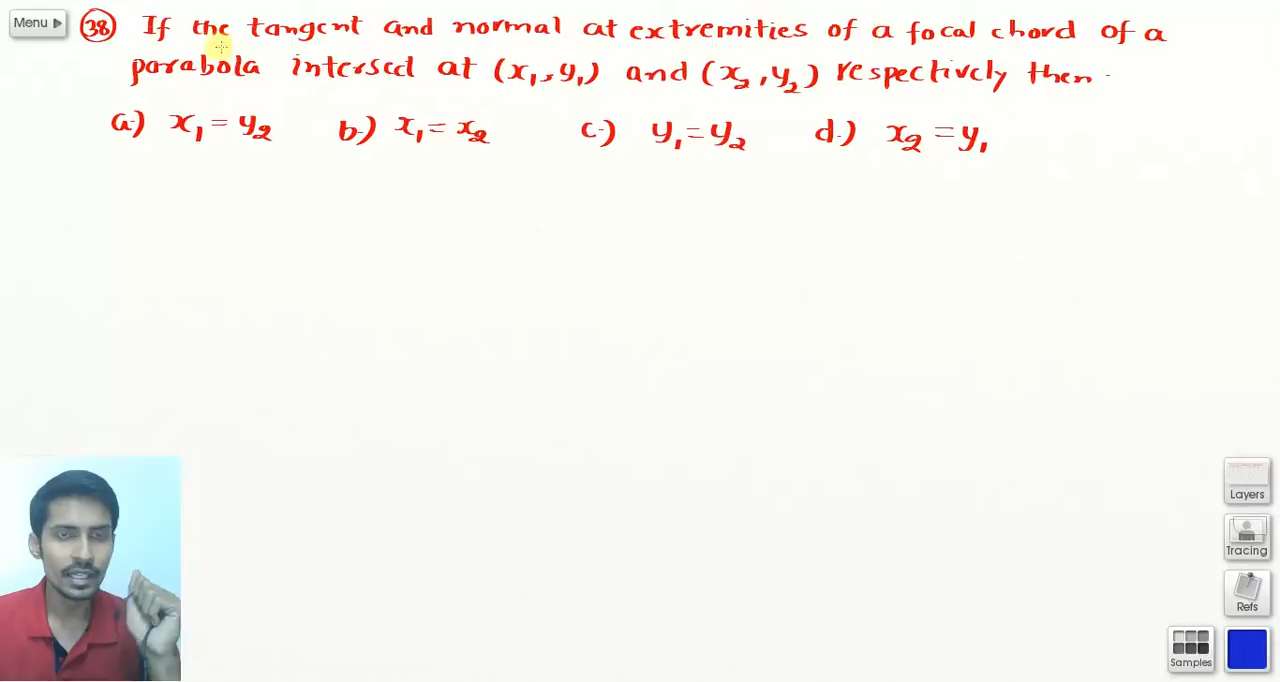 Menu
38 If the tangent and normal at extremities of a focal chord of a
parabola intersect at (x₁, y₁) and (x₂, y₂) respectively then.
a.) x₁ = y₂ b.) x₁ = x₂ c.) y₁ = y₂ d.) x₂ = y₁
Layers
Tracing
Refs
Samples